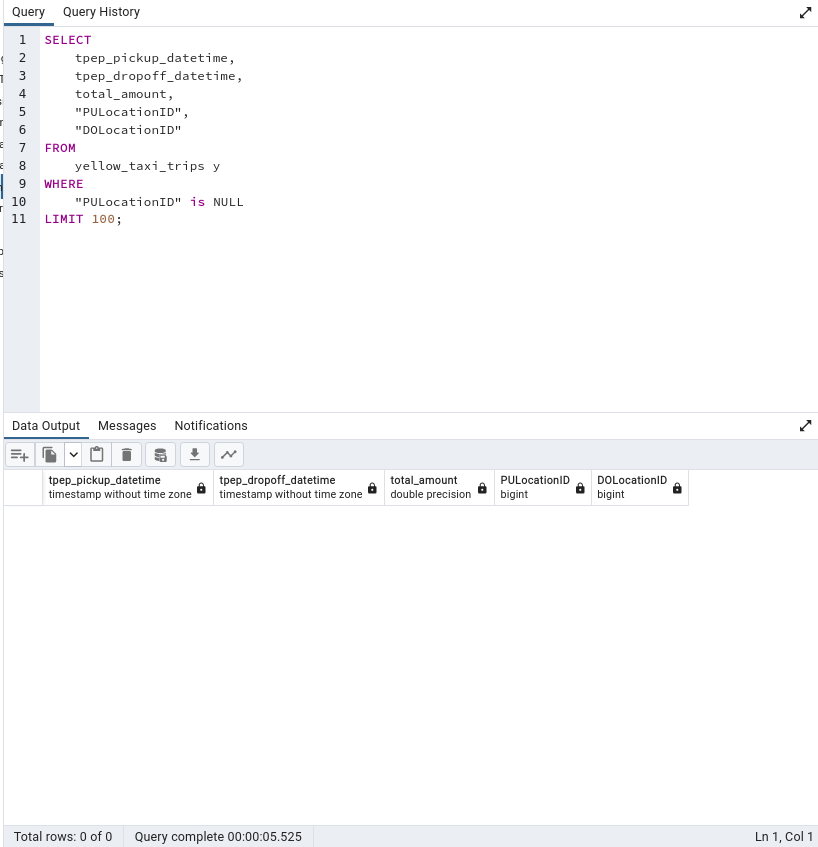 Query Query History
1 SELECT
2 tpep_pickup_datetime,
3 tpep_dropoff_datetime,
4 total_amount,
5 "PULocationID",
6 "DOLocationID"
7 FROM
8 yellow_taxi_trips y
9 WHERE
10 "PULocationID" is NULL
11 LIMIT 100;
Data Output Messages Notifications
tpep_pickup_datetime tpep_dropoff_datetime total_amount PULocationID DOLocationID
timestamp without time zone timestamp without time zone double precision bigint bigint
Total rows: 0 of 0 Query complete 00:00:05.525 Ln 1, Col 1